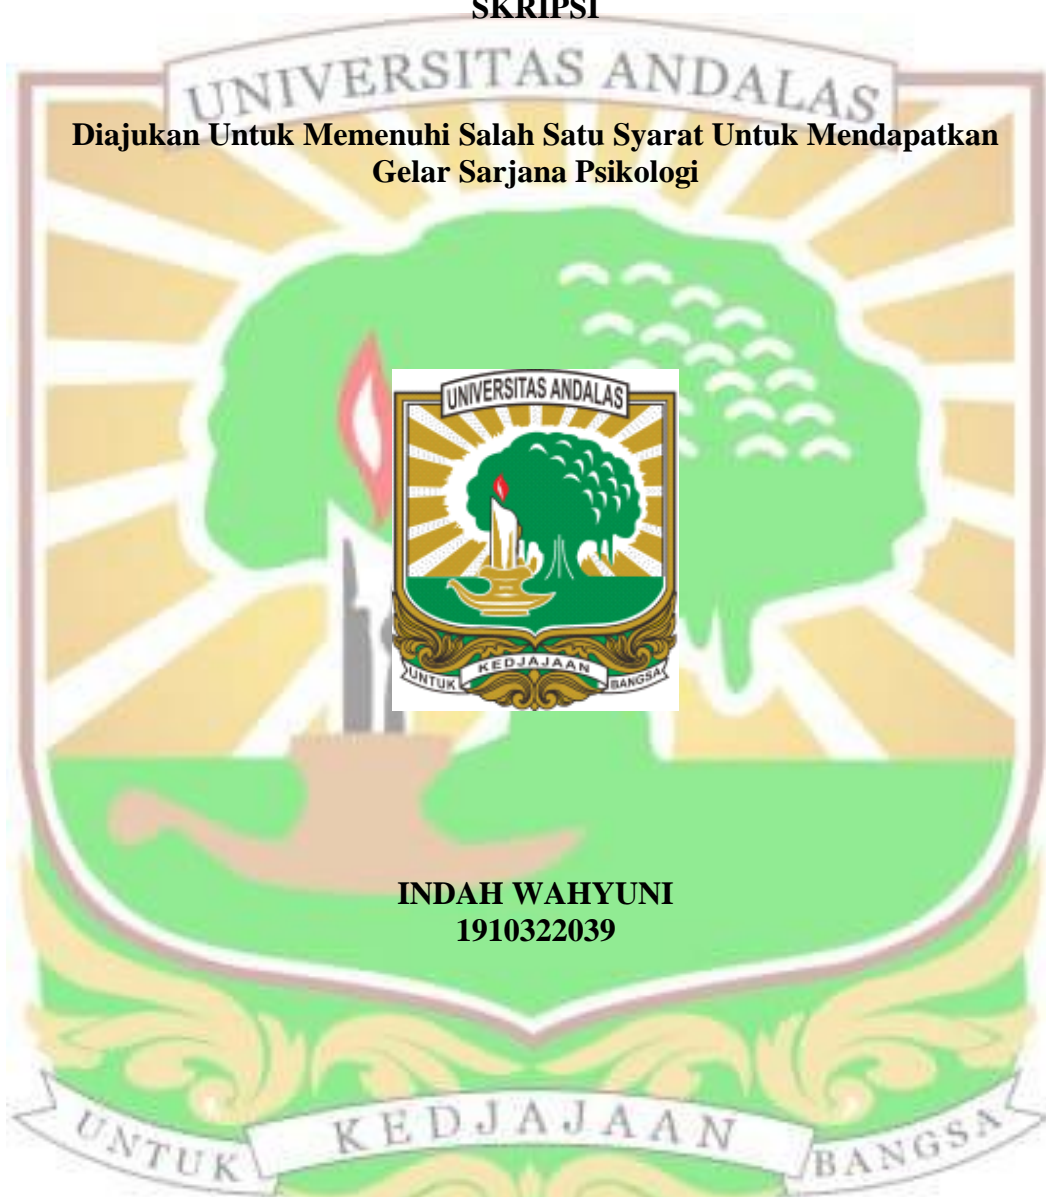 SKRIPSI
UNIVERSITAS ANDALAS
Diajukan Untuk Memenuhi Salah Satu Syarat Untuk Mendapatkan
Gelar Sarjana Psikologi
UNIVERSITAS ANDALAS
UNTUK KEDJAJAAN BANGSA
INDAH WAHYUNI
1910322039
UNTUK KEDJAJAAN BANGSA